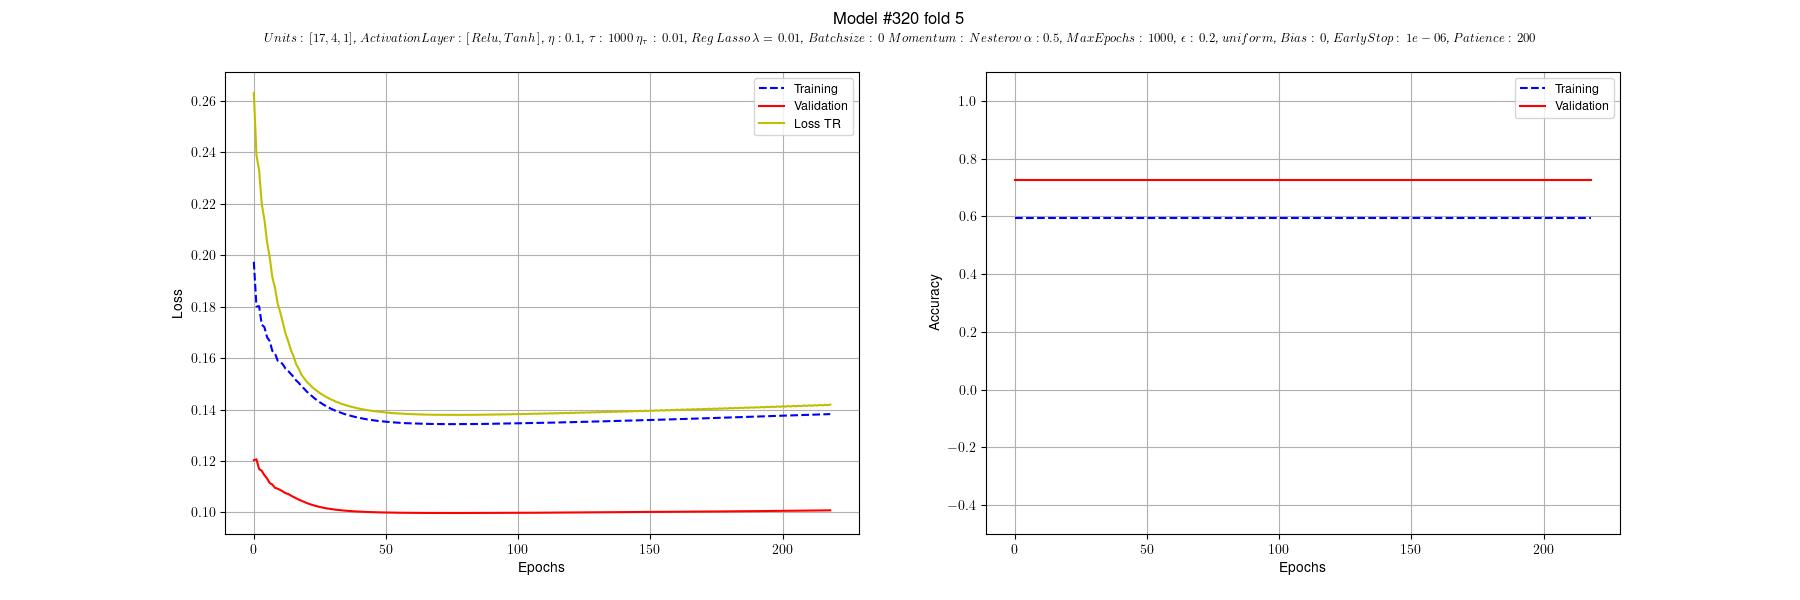 Model #320 fold 5
Units : [17, 4, 1], ActivationLayer : [Relu, Tanh], η : 0.1, τ : 1000 ητ : 0.01, Reg Lasso λ = 0.01, Batchsize : 0 Momentum : Nesterov α : 0.5, MaxEpochs : 1000, ϵ : 0.2, uniform, Bias : 0, EarlyStop : 1e − 06, Patience : 200
Training
Validation
Loss TR
0.26
0.24
0.22
0.20
0.18
0.16
0.14
0.12
0.10
Loss
0 50 100 150 200
Epochs
Training
Validation
1.0
0.8
0.6
0.4
0.2
0.0
−0.2
−0.4
Accuracy
0 50 100 150 200
Epochs